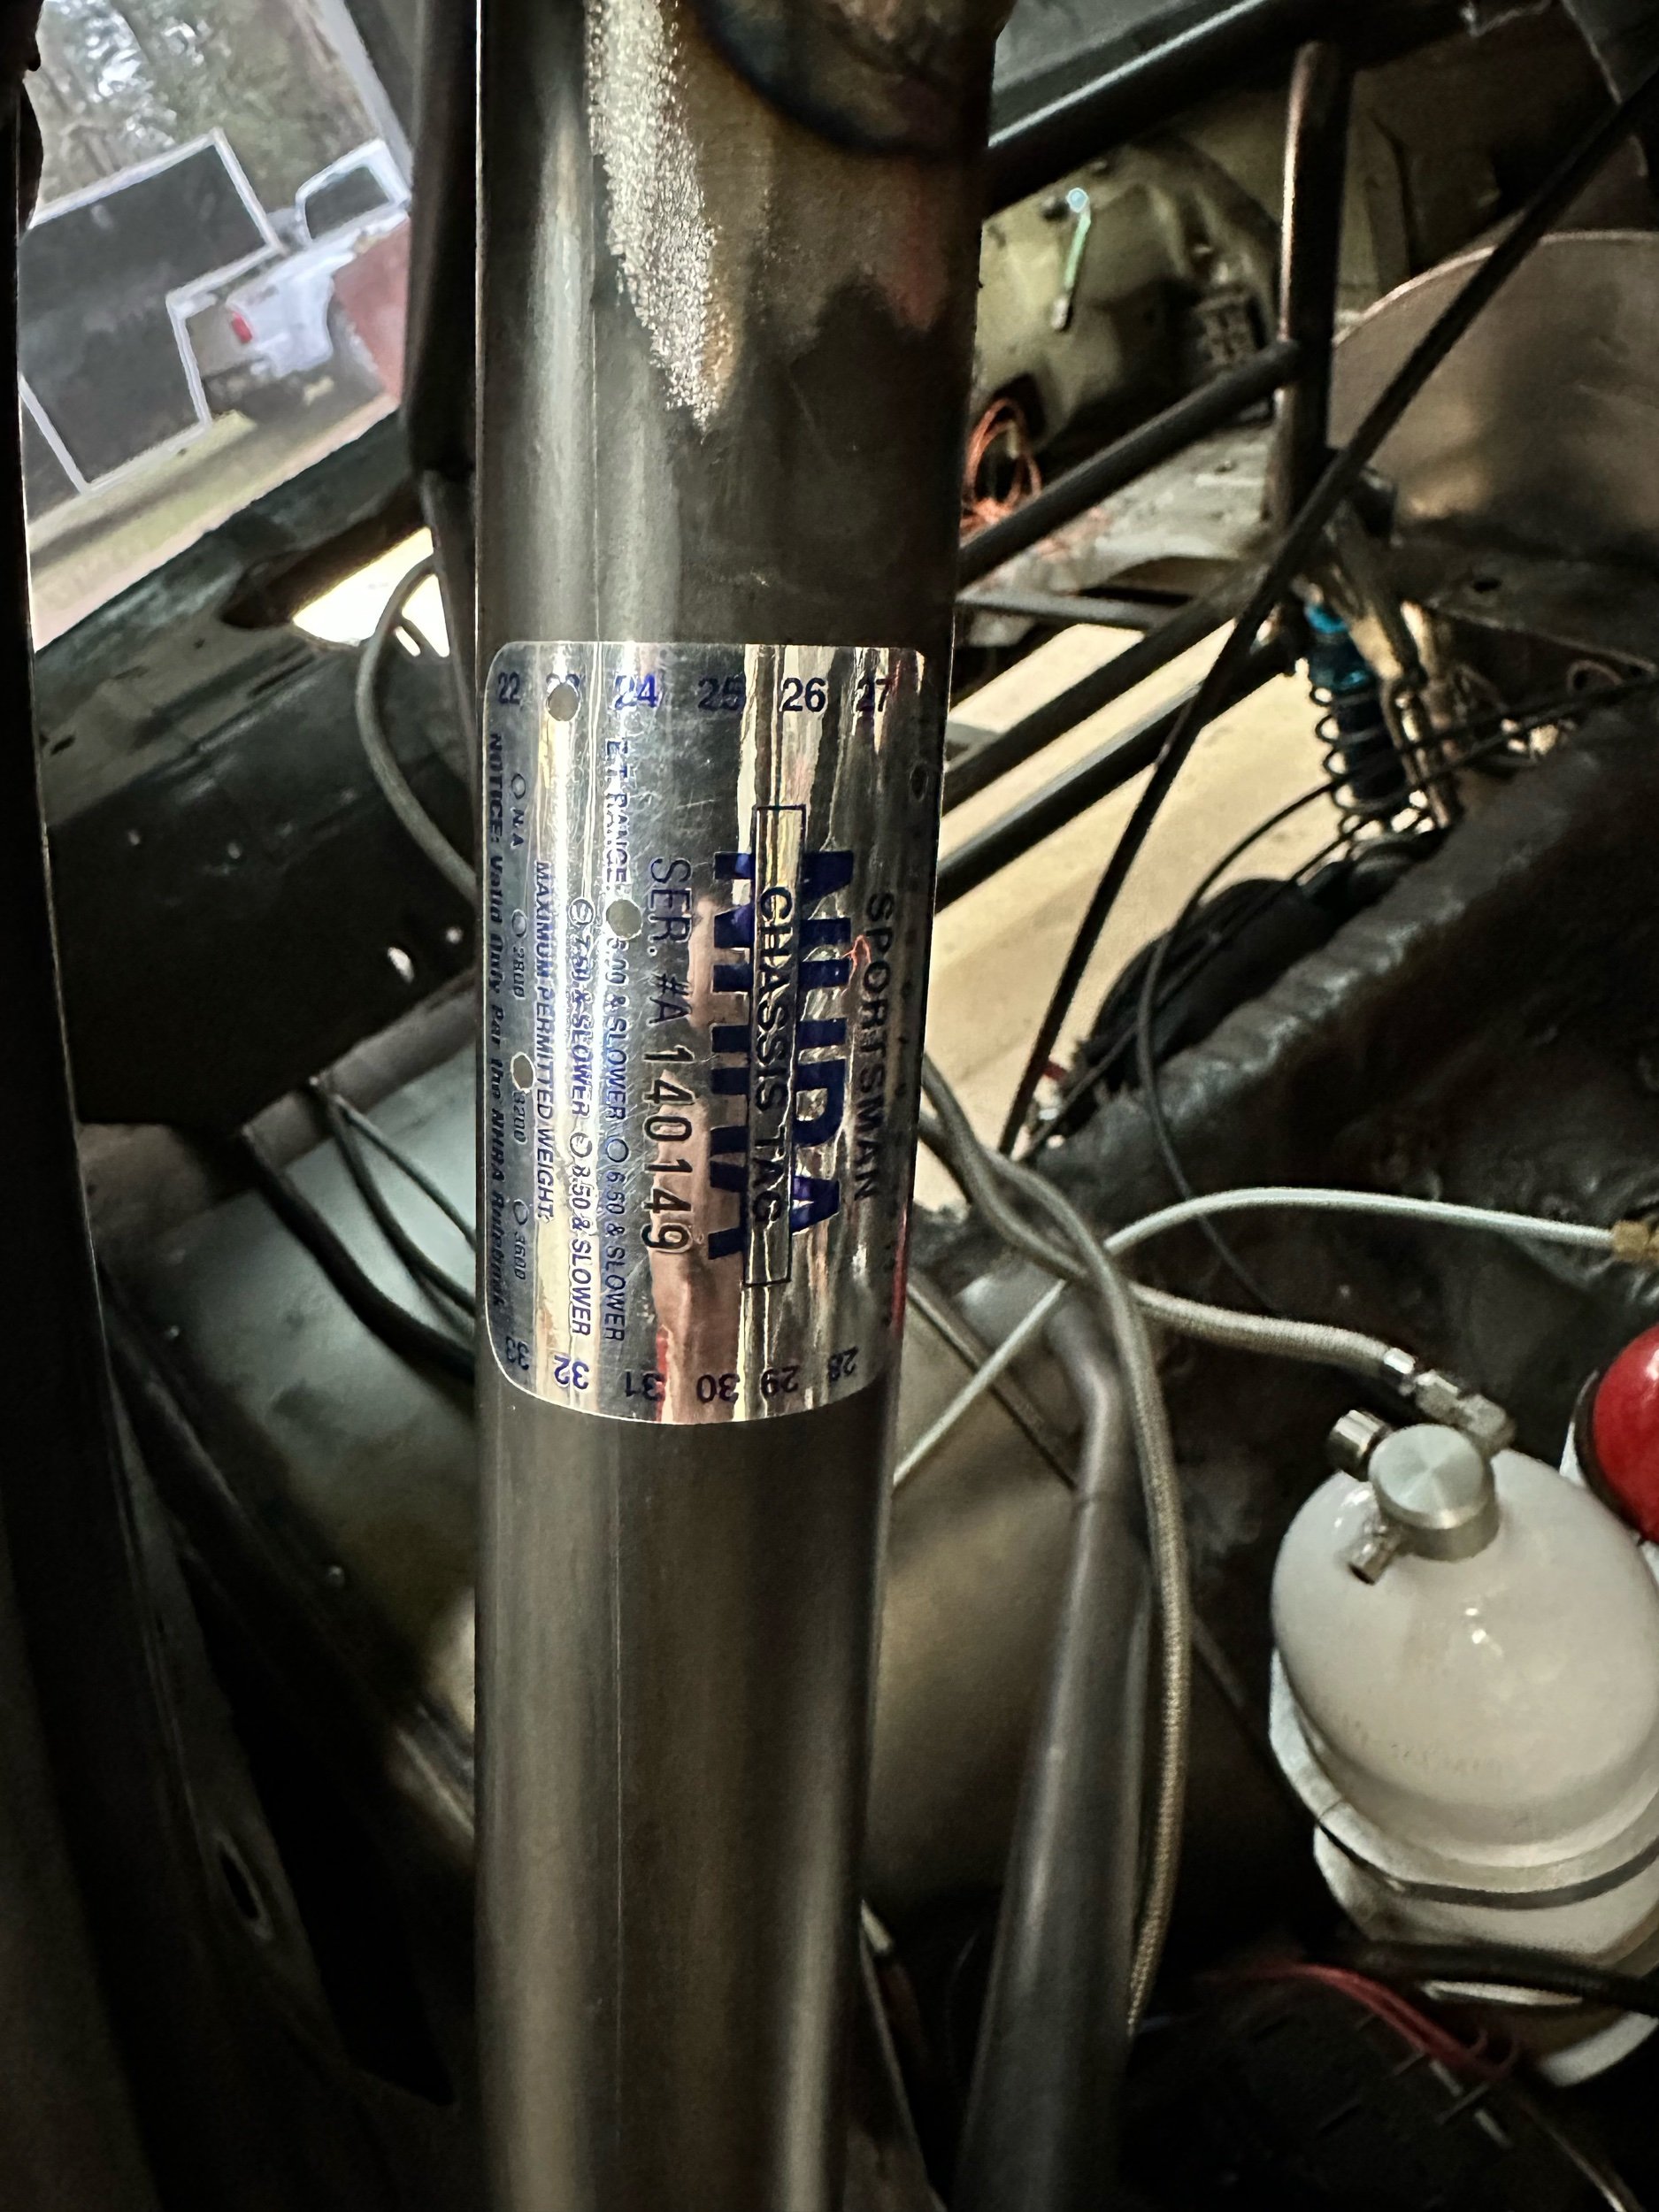 22 23 24 25 26 27
SPORTSMAN
NHRA
CHASSIS TAG
SER. #A 140149
E.T. RANGE: 6.00 & SLOWER 6.50 & SLOWER
7.50 & SLOWER 8.50 & SLOWER
MAXIMUM PERMITTED WEIGHT:
N/A 2800 3200 3600
NOTICE: Valid Only Per the NHRA Rulebook
33 32 31 30 29 28